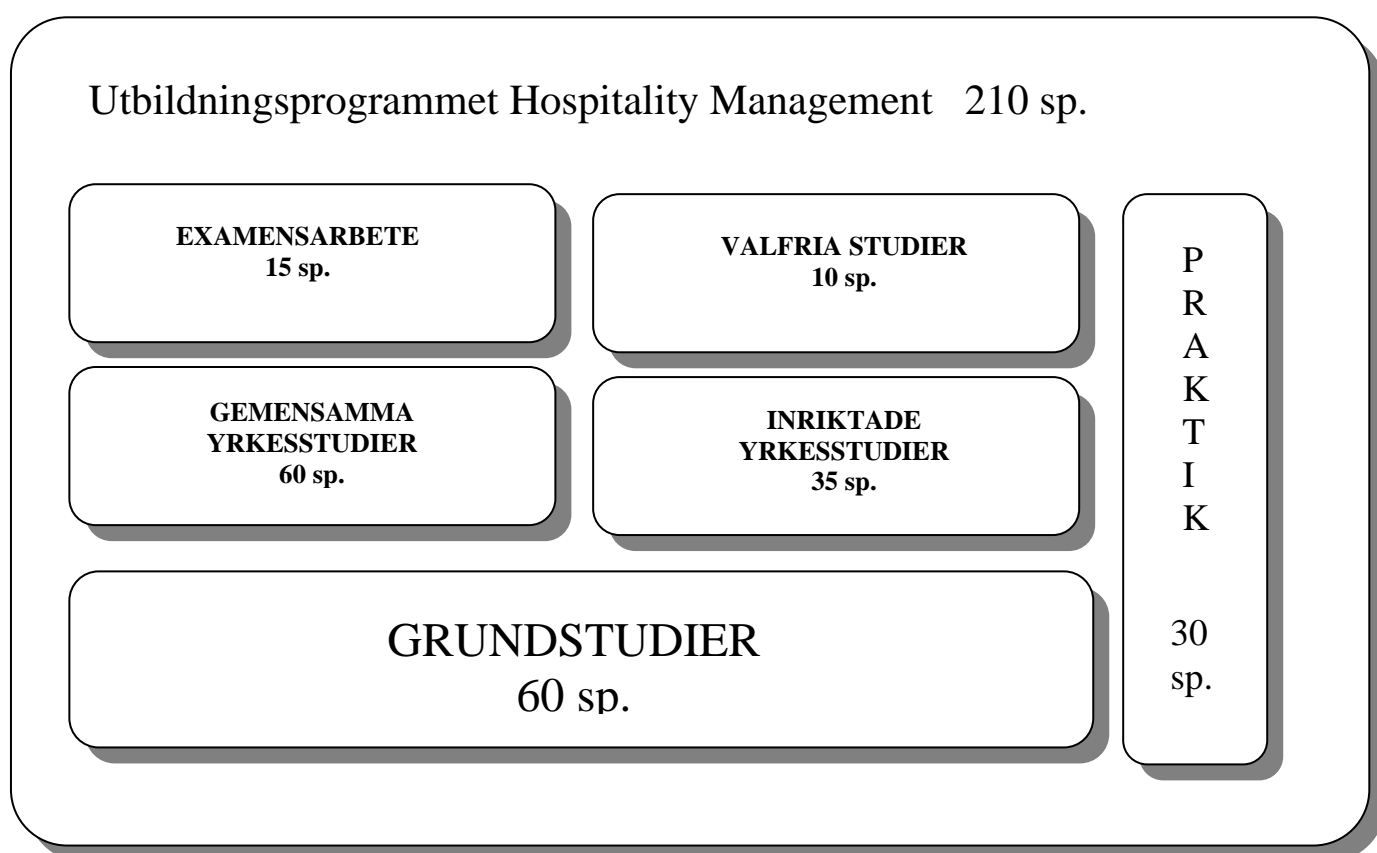 Utbildningsprogrammet Hospitality Management 210 sp.
EXAMENSARBETE
15 sp.
VALFRIA STUDIER
10 sp.
GEMENSAMMA
YRKESSTUDIER
60 sp.
INRIKTADE
YRKESSTUDIER
35 sp.
GRUNDSTUDIER
60 sp.
P
R
A
K
T
I
K
30
sp.